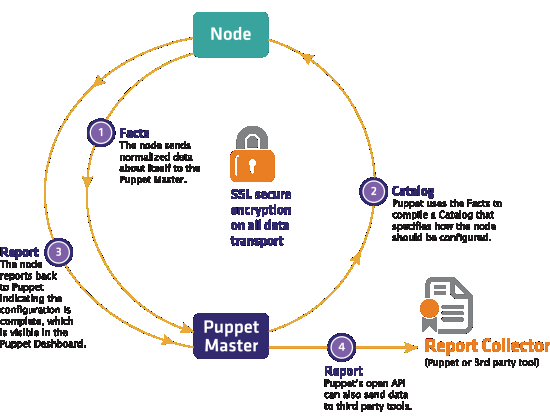 Node
1
Facts
The node sends
normalized data
about itself to the
Puppet Master.
SSL secure
encryption
on all data
transport
2
Catalog
Puppet uses the Facts to
compile a Catalog that
specifies how the node
should be configured.
3
Report
The node
reports back
to Puppet
indicating the
configuration is
complete, which
is visible in the
Puppet Dashboard.
Puppet
Master
4
Report
Puppet's open API
can also send data
to third party tools.
Report Collector
(Puppet or 3rd party tool)